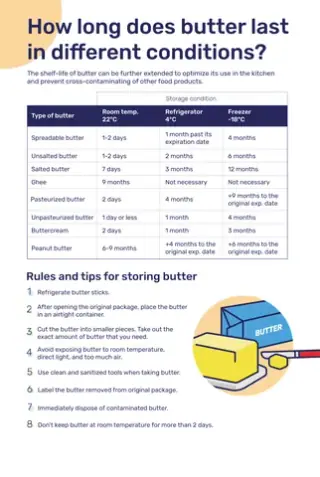 How long does butter last
in different conditions?
The shelf-life of butter can be further extended to optimize its use in the kitchen
and prevent cross-contaminating of other food products.
Storage condition
Type of butter Room temp. 22°C Refrigerator 4°C Freezer -18°C
Spreadable butter 1-2 days 1 month past its expiration date 4 months
Unsalted butter 1-2 days 2 months 6 months
Salted butter 7 days 3 months 12 months
Ghee 9 months Not necessary Not necessary
Pasteurized butter 2 days 4 months +9 months to the original exp. date
Unpasteurized butter 1 day or less 1 month 4 months
Buttercream 2 days 1 month 3 months
Peanut butter 6-9 months +4 months to the original exp. date +6 months to the original exp. date
Rules and tips for storing butter
1 Refrigerate butter sticks.
2 After opening the original package, place the butter
in an airtight container.
3 Cut the butter into smaller pieces. Take out the
exact amount of butter that you need.
4 Avoid exposing butter to room temperature,
direct light, and too much air.
5 Use clean and sanitized tools when taking butter.
6 Label the butter removed from original package.
7 Immediately dispose of contaminated butter.
8 Don't keep butter at room temperature for more than 2 days.
BUTTER